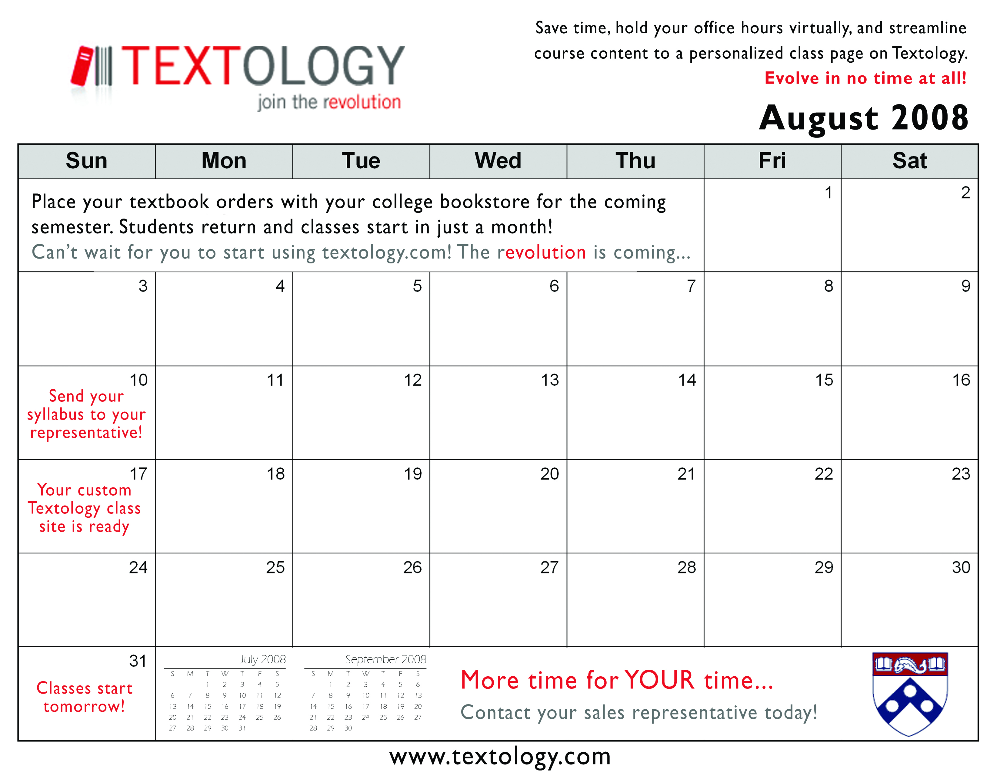 TEXTOLOGY
join the revolution
Save time, hold your office hours virtually, and streamline
course content to a personalized class page on Textology.
Evolve in no time at all!
August 2008
Sun Mon Tue Wed Thu Fri Sat
Place your textbook orders with your college bookstore for the coming
semester. Students return and classes start in just a month!
Can't wait for you to start using textology.com! The revolution is coming...
1 2
3 4 5 6 7 8 9
10 11 12 13 14 15 16
Send your
syllabus to your
representative!
17 18 19 20 21 22 23
Your custom
Textology class
site is ready
24 25 26 27 28 29 30
31
Classes start
tomorrow!
July 2008
S M T W T F S
1 2 3 4 5
6 7 8 9 10 11 12
13 14 15 16 17 18 19
20 21 22 23 24 25 26
27 28 29 30 31
September 2008
S M T W T F S
1 2 3 4 5 6
7 8 9 10 11 12 13
14 15 16 17 18 19 20
21 22 23 24 25 26 27
28 29 30
More time for YOUR time...
Contact your sales representative today!
www.textology.com